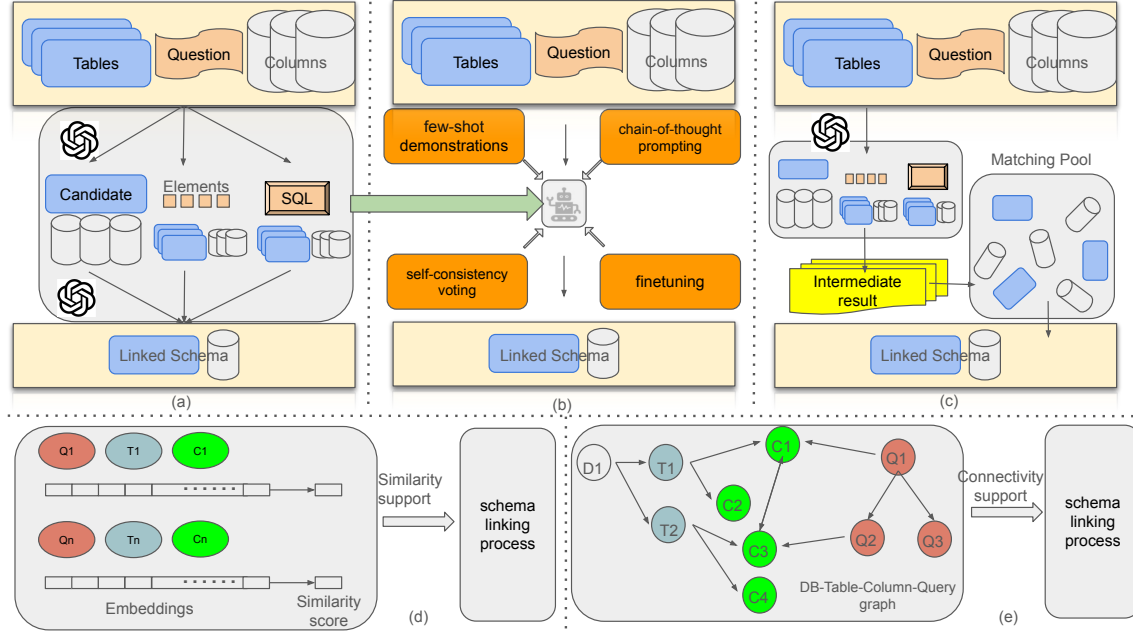 Tables
Question
Columns
Candidate
Elements
SQL
Linked Schema
(a)
Tables
Question
Columns
few-shot
demonstrations
chain-of-thought
prompting
self-consistency
voting
finetuning
Linked Schema
(b)
Tables
Question
Columns
Matching Pool
Intermediate
result
Linked Schema
(c)
Q1
T1
C1
Qn
Tn
Cn
Embeddings
Similarity
score
Similarity
support
schema
linking
process
(d)
D1
T1
T2
C1
C2
C3
C4
Q1
Q2
Q3
DB-Table-Column-Query
graph
Connectivity
support
schema
linking
process
(e)